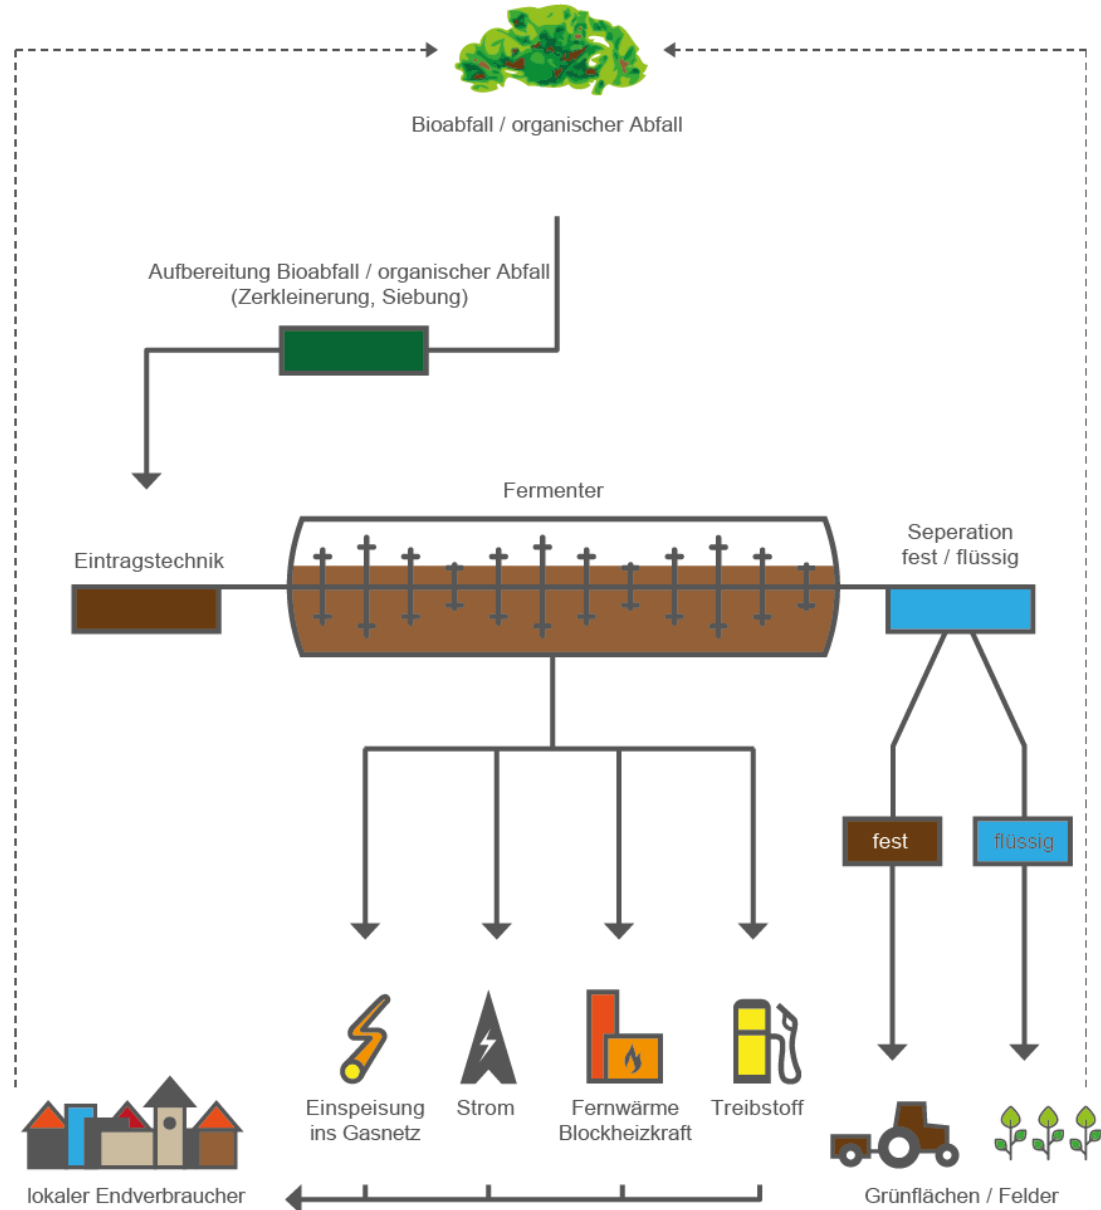 Bioabfall / organischer Abfall
Aufbereitung Bioabfall / organischer Abfall
(Zerkleinerung, Siebung)
Fermenter
Eintragstechnik
Seperation
fest / flüssig
fest
flüssig
Einspeisung
ins Gasnetz
Strom
Fernwärme
Blockheizkraft
Treibstoff
lokaler Endverbraucher
Grünflächen / Felder